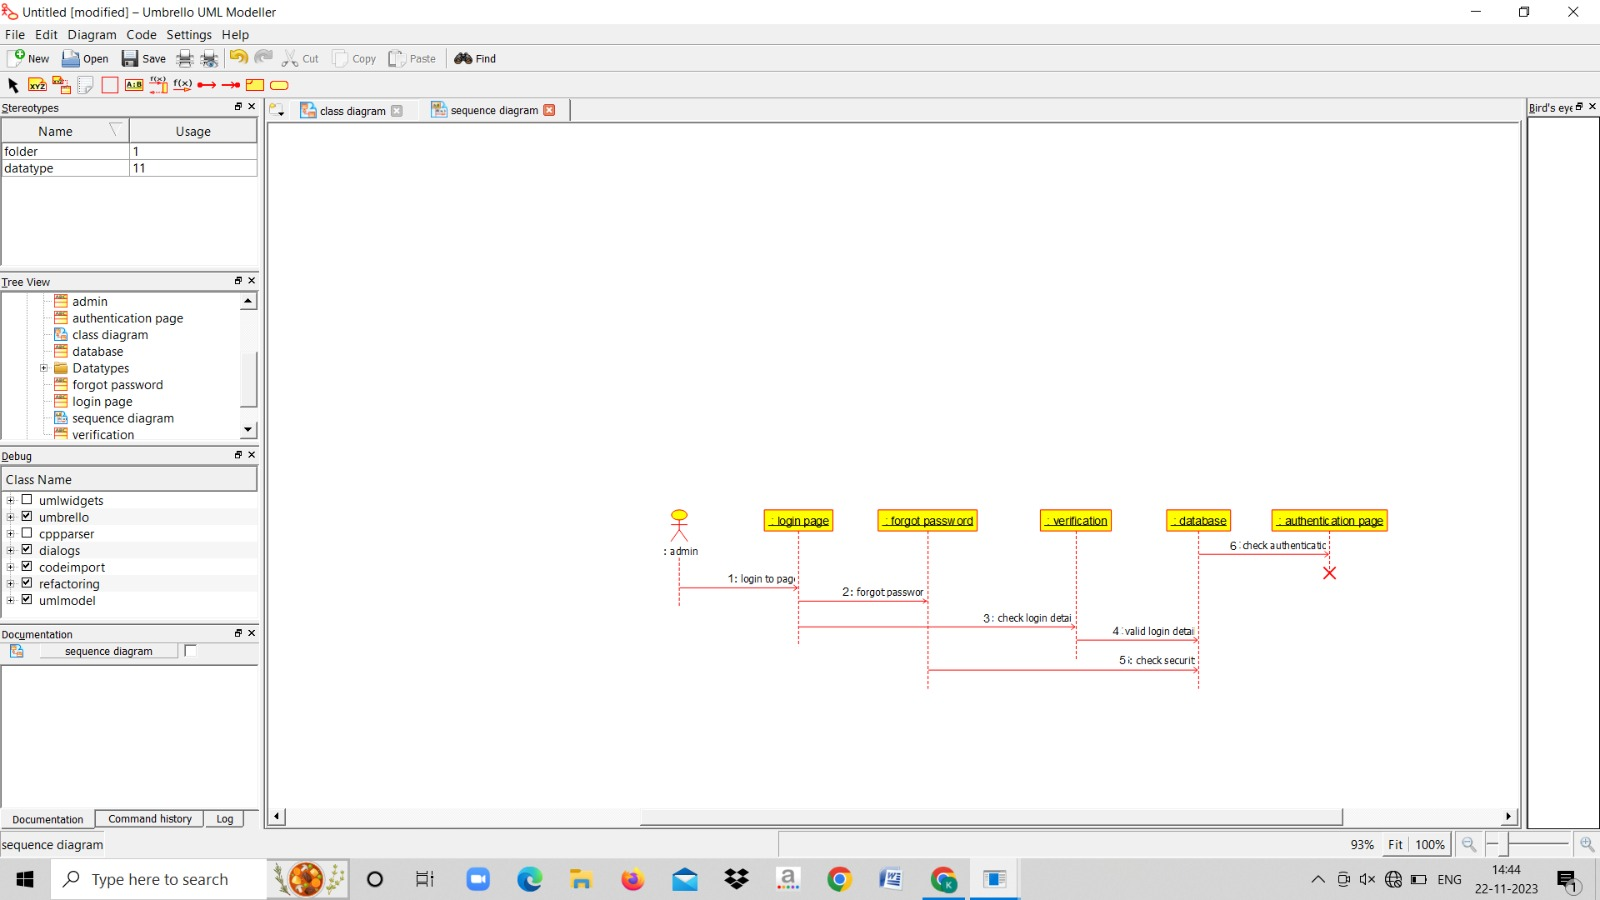 Untitled [modified] – Umbrello UML Modeller
File Edit Diagram Code Settings Help
New Open Save Cut Copy Paste Find
XYZ A:B f(x) f(x)
Stereotypes
Name Usage
folder 1
datatype 11
Tree View
admin
authentication page
class diagram
database
Datatypes
forgot password
login page
sequence diagram
verification
Debug
Class Name
umlwidgets
umbrello
cppparser
dialogs
codeimport
refactoring
umlmodel
Documentation
sequence diagram
Documentation Command history Log
sequence diagram
class diagram sequence diagram
Bird's eye
: login page : forgot password : verification : database : authentication page
: admin
6 : check authenticatic
1: login to pag
2: forgot passwor
3: check login detai
4: valid login detai
5: check securit
93% Fit 100%
Type here to search
a
K
W
ENG
14:44
22-11-2023
1